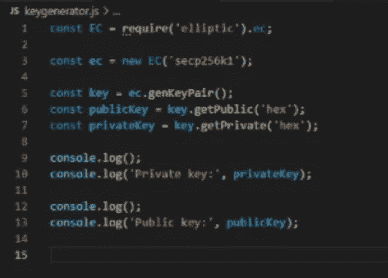 JS keygenerator.js > ...
1 const EC = require('elliptic').ec;
2
3 const ec = new EC('secp256k1');
4
5 const key = ec.genKeyPair();
6 const publicKey = key.getPublic('hex');
7 const privateKey = key.getPrivate('hex');
8
9 console.log();
10 console.log('Private key:', privateKey);
11
12 console.log();
13 console.log('Public key:', publicKey);
14
15